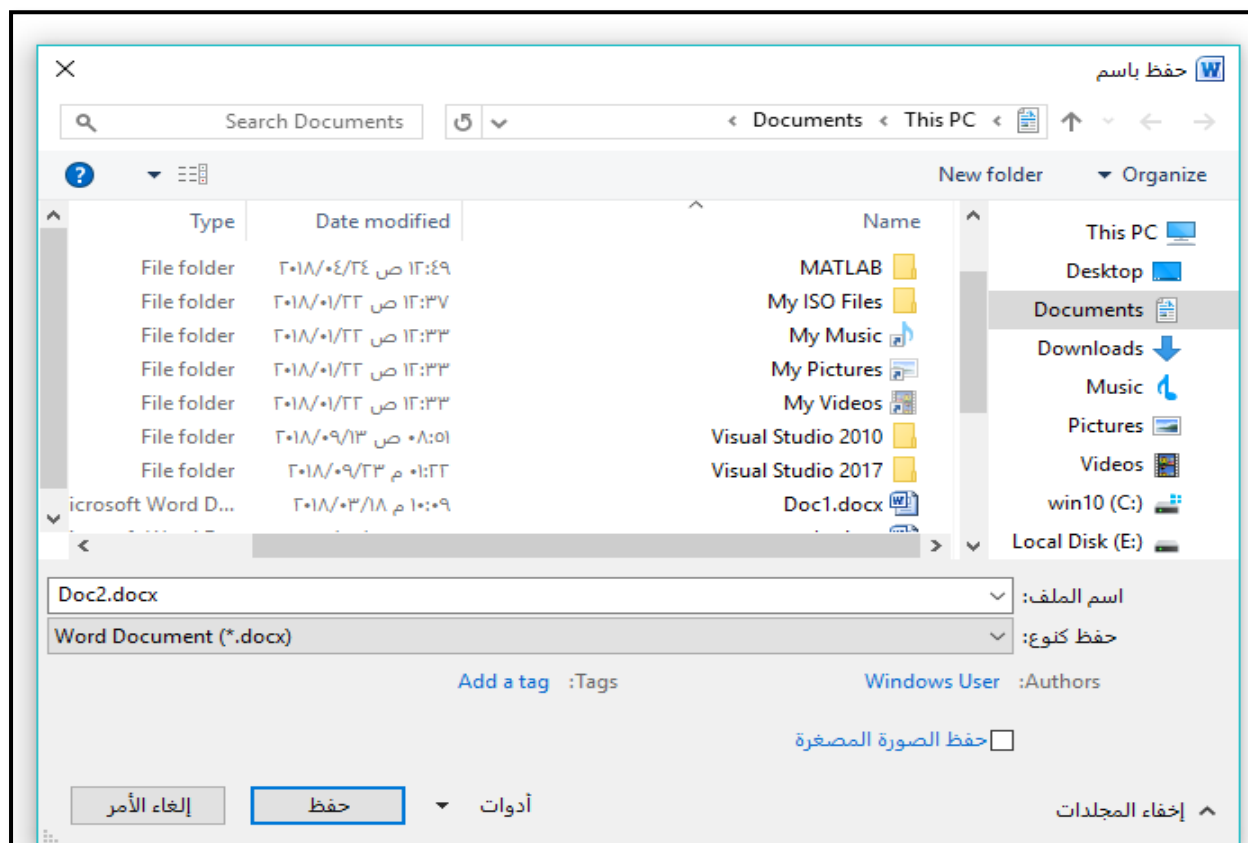 حفظ باسم
This PC › Documents ›
Search Documents
Organize
New folder
This PC
Desktop
Documents
Downloads
Music
Pictures
Videos
win10 (C:)
Local Disk (E:)
Name Date modified Type
MATLAB ٢٠١٨/٠٤/٢٤ ص ١٢:٤٩ File folder
My ISO Files ٢٠١٨/٠١/٢٢ ص ١٢:٣٧ File folder
My Music ٢٠١٨/٠١/٢٢ ص ١٢:٣٣ File folder
My Pictures ٢٠١٨/٠١/٢٢ ص ١٢:٣٣ File folder
My Videos ٢٠١٨/٠١/٢٢ ص ١٢:٣٣ File folder
Visual Studio 2010 ٢٠١٨/٠٩/١٣ ص ٠٨:٥١ File folder
Visual Studio 2017 ٢٠١٨/٠٩/٢٣ م ٠١:٢٢ File folder
Doc1.docx ٢٠١٨/٠٣/١٨ م ١٠:٠٩ icrosoft Word D...
اسم الملف: Doc2.docx
حفظ كنوع: Word Document (*.docx)
Authors: Windows User Tags: Add a tag
حفظ الصورة المصغرة
إخفاء المجلدات
أدوات
حفظ
إلغاء الأمر